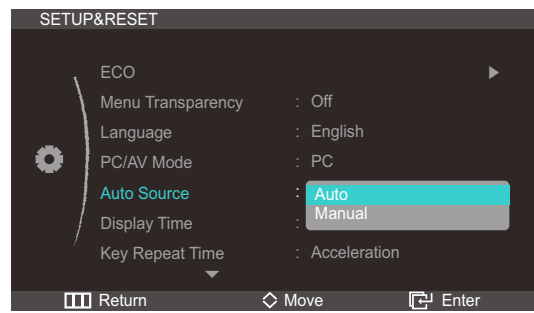 SETUP&RESET
ECO
Menu Transparency : Off
Language : English
PC/AV Mode : PC
Auto Source : Auto
Manual
Display Time :
Key Repeat Time : Acceleration
Return Move Enter